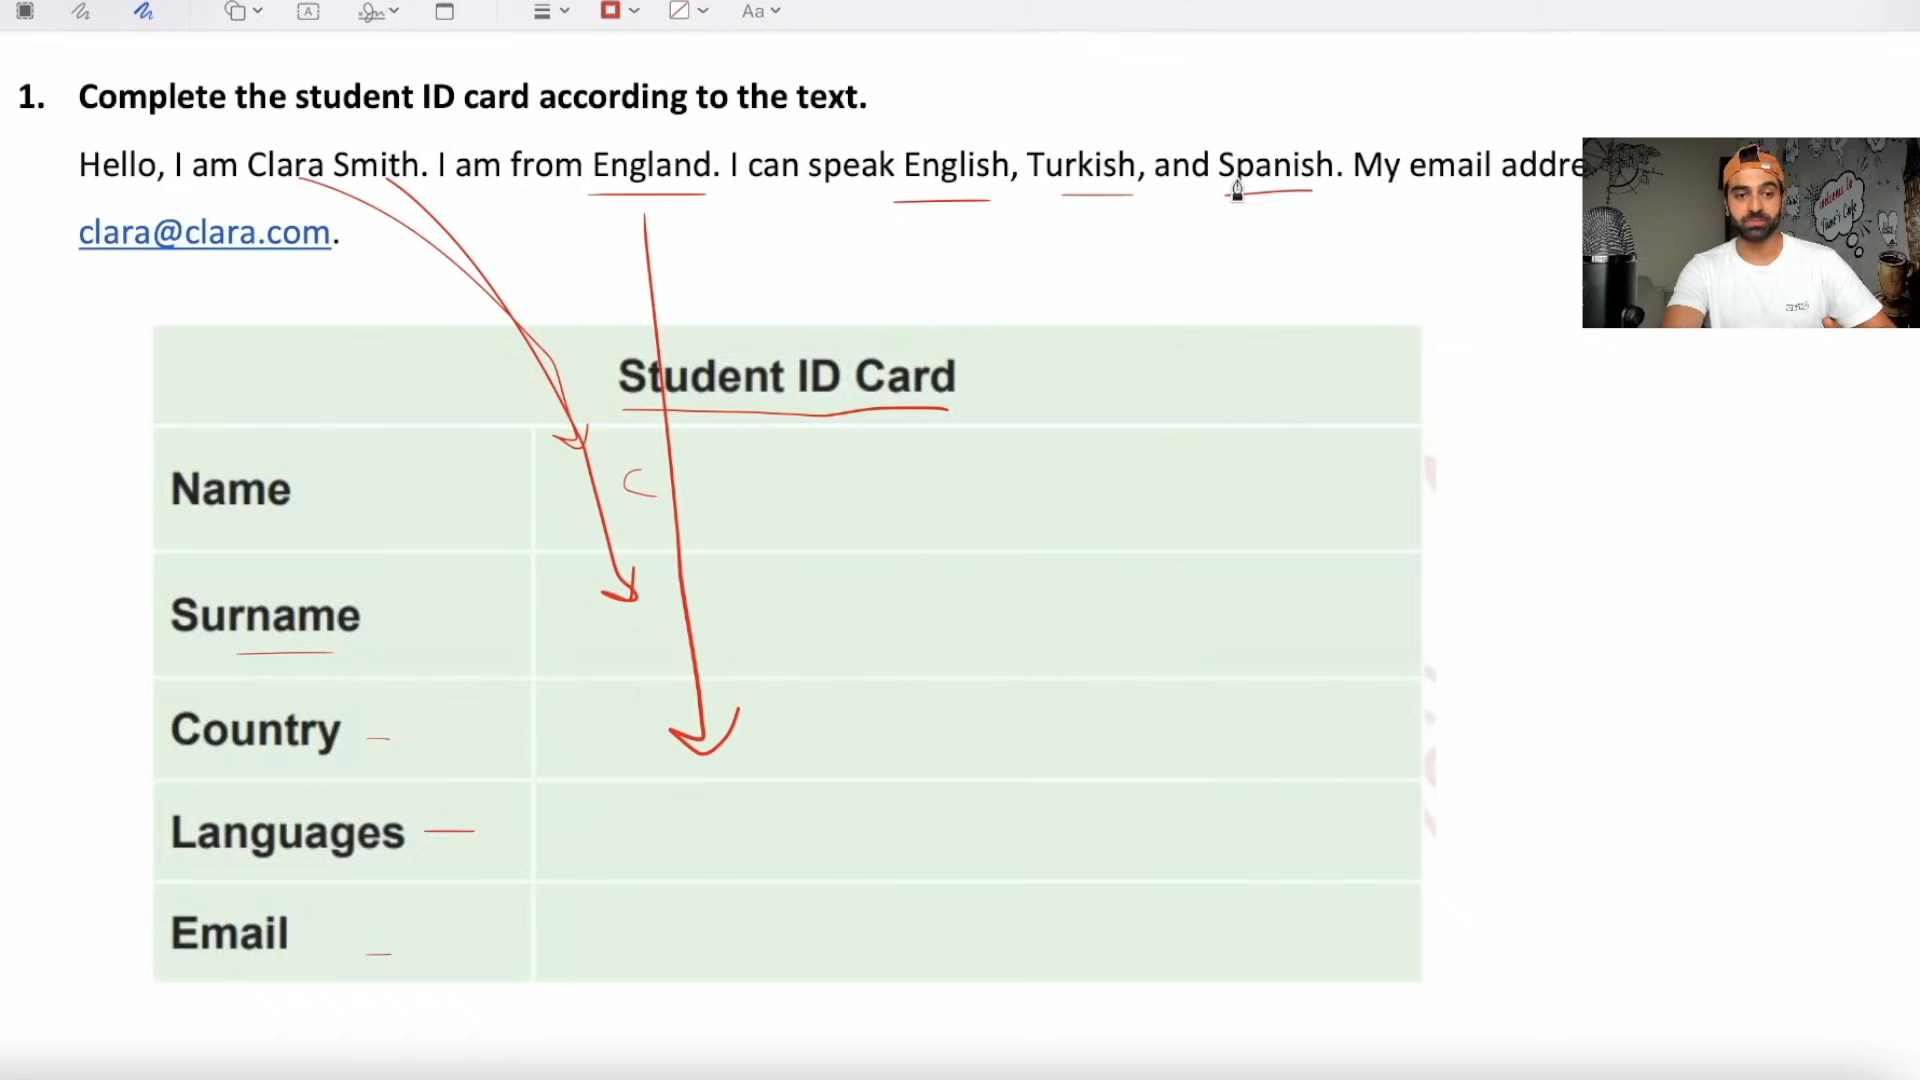 Aa
1. Complete the student ID card according to the text.
Hello, I am Clara Smith. I am from England. I can speak English, Turkish, and Spanish. My email addre
clara@clara.com.
Student ID Card
Name
C
Surname
Country
Languages
Email